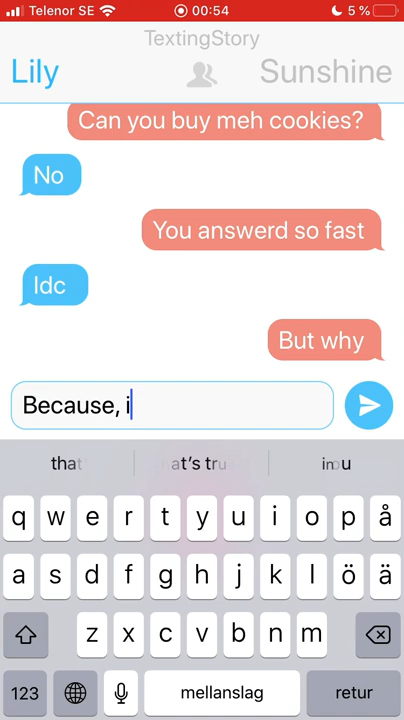 Telenor SE 00:54 5 %
TextingStory
Lily Sunshine
Can you buy meh cookies?
No
You answerd so fast
Idc
But why
Because, i
that
q w e r t y u i o p å
a s d f g h j k l ö ä
z x c v b n m
123 mellanslag retur